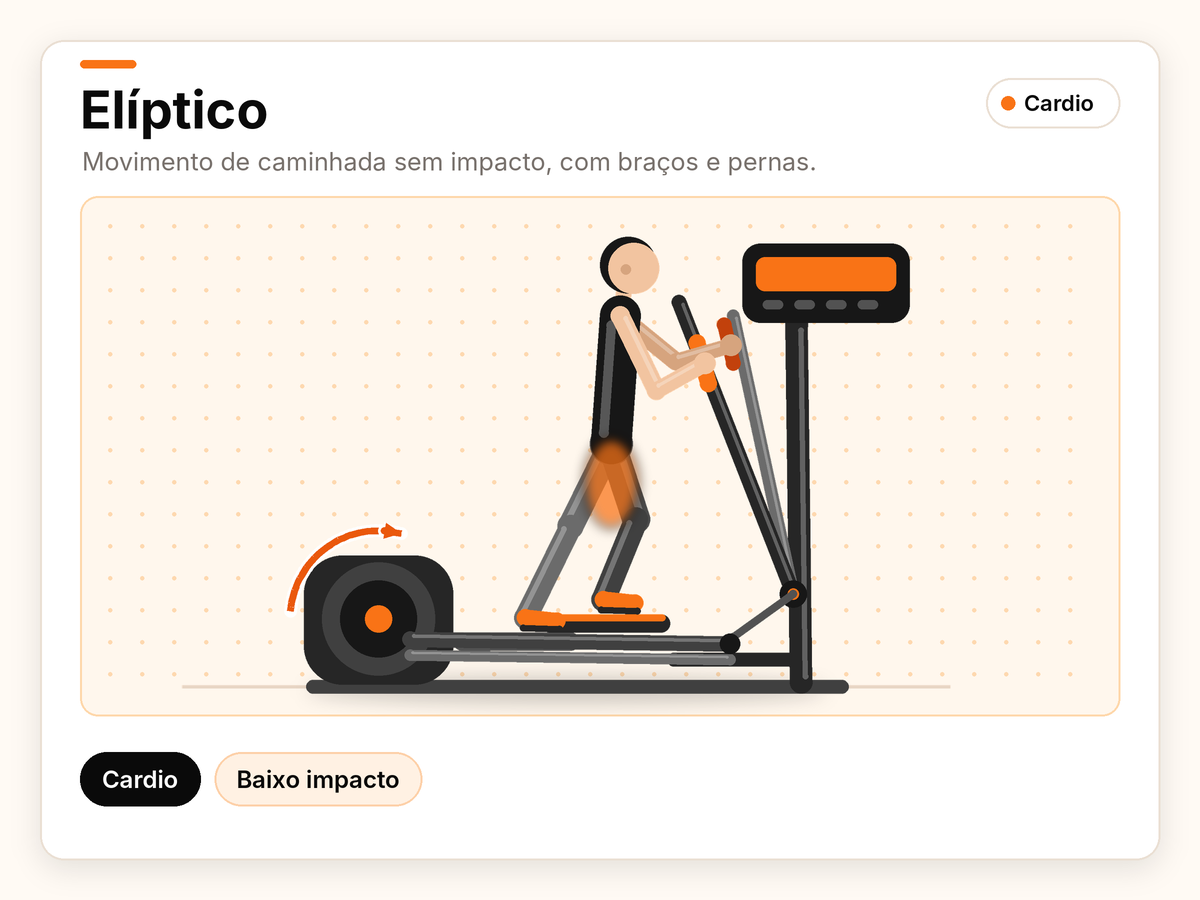 Elíptico
Cardio
Movimento de caminhada sem impacto, com braços e pernas.
Cardio
Baixo impacto